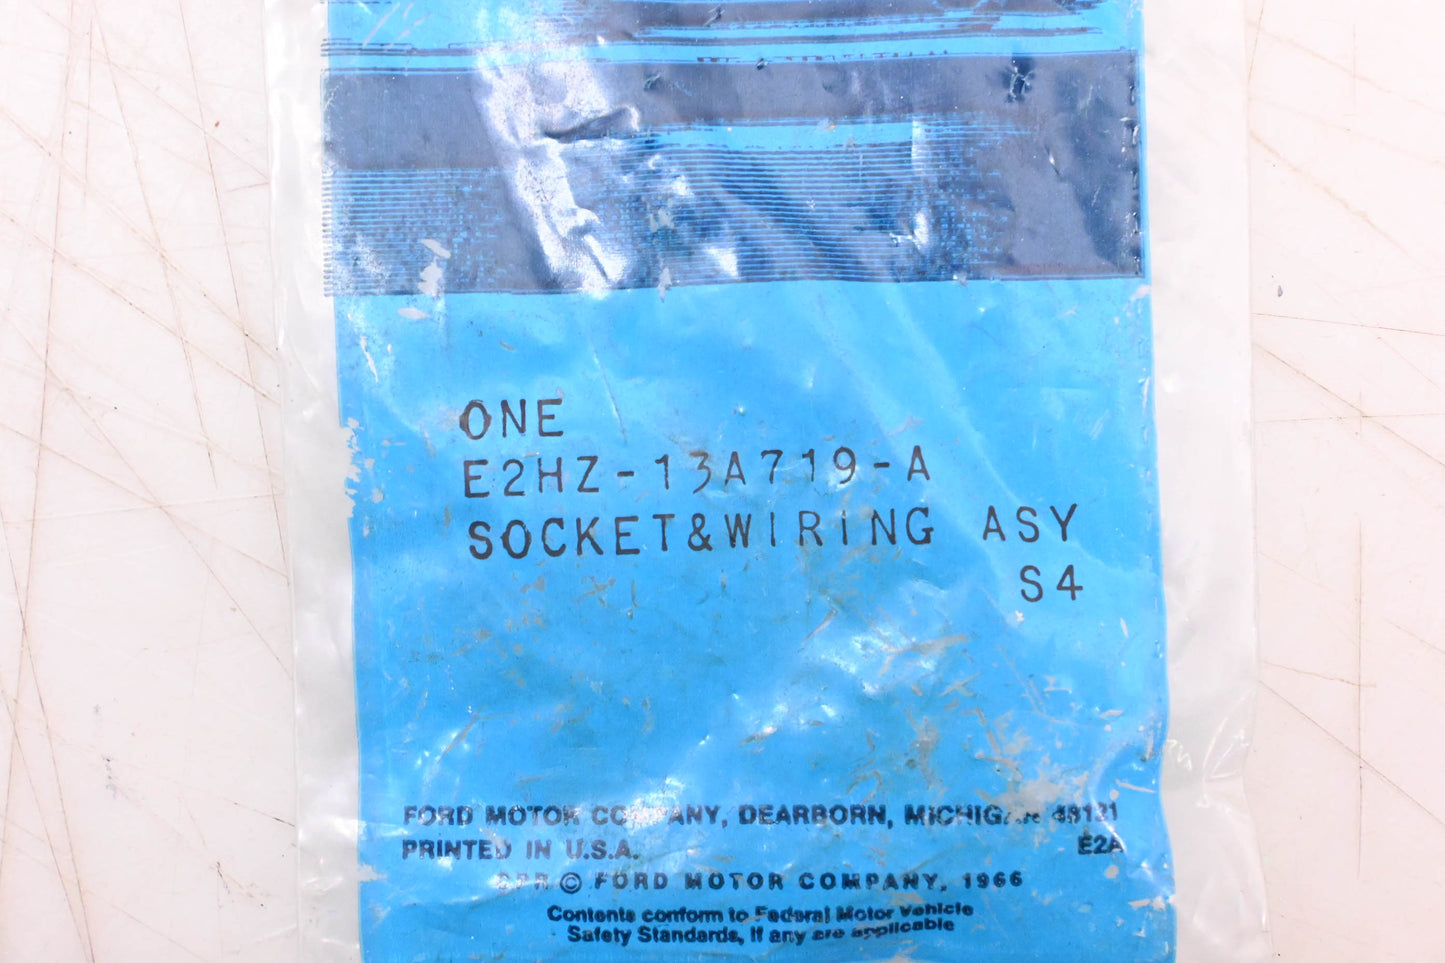 ONE
E2HZ-13A719-A
SOCKET&WIRING ASY
S4
FORD MOTOR COMPANY, DEARBORN, MICHIGAN 48121
PRINTED IN U.S.A. E2A
© FORD MOTOR COMPANY, 1966
Contents conform to Federal Motor Vehicle
Safety Standards, if any are applicable